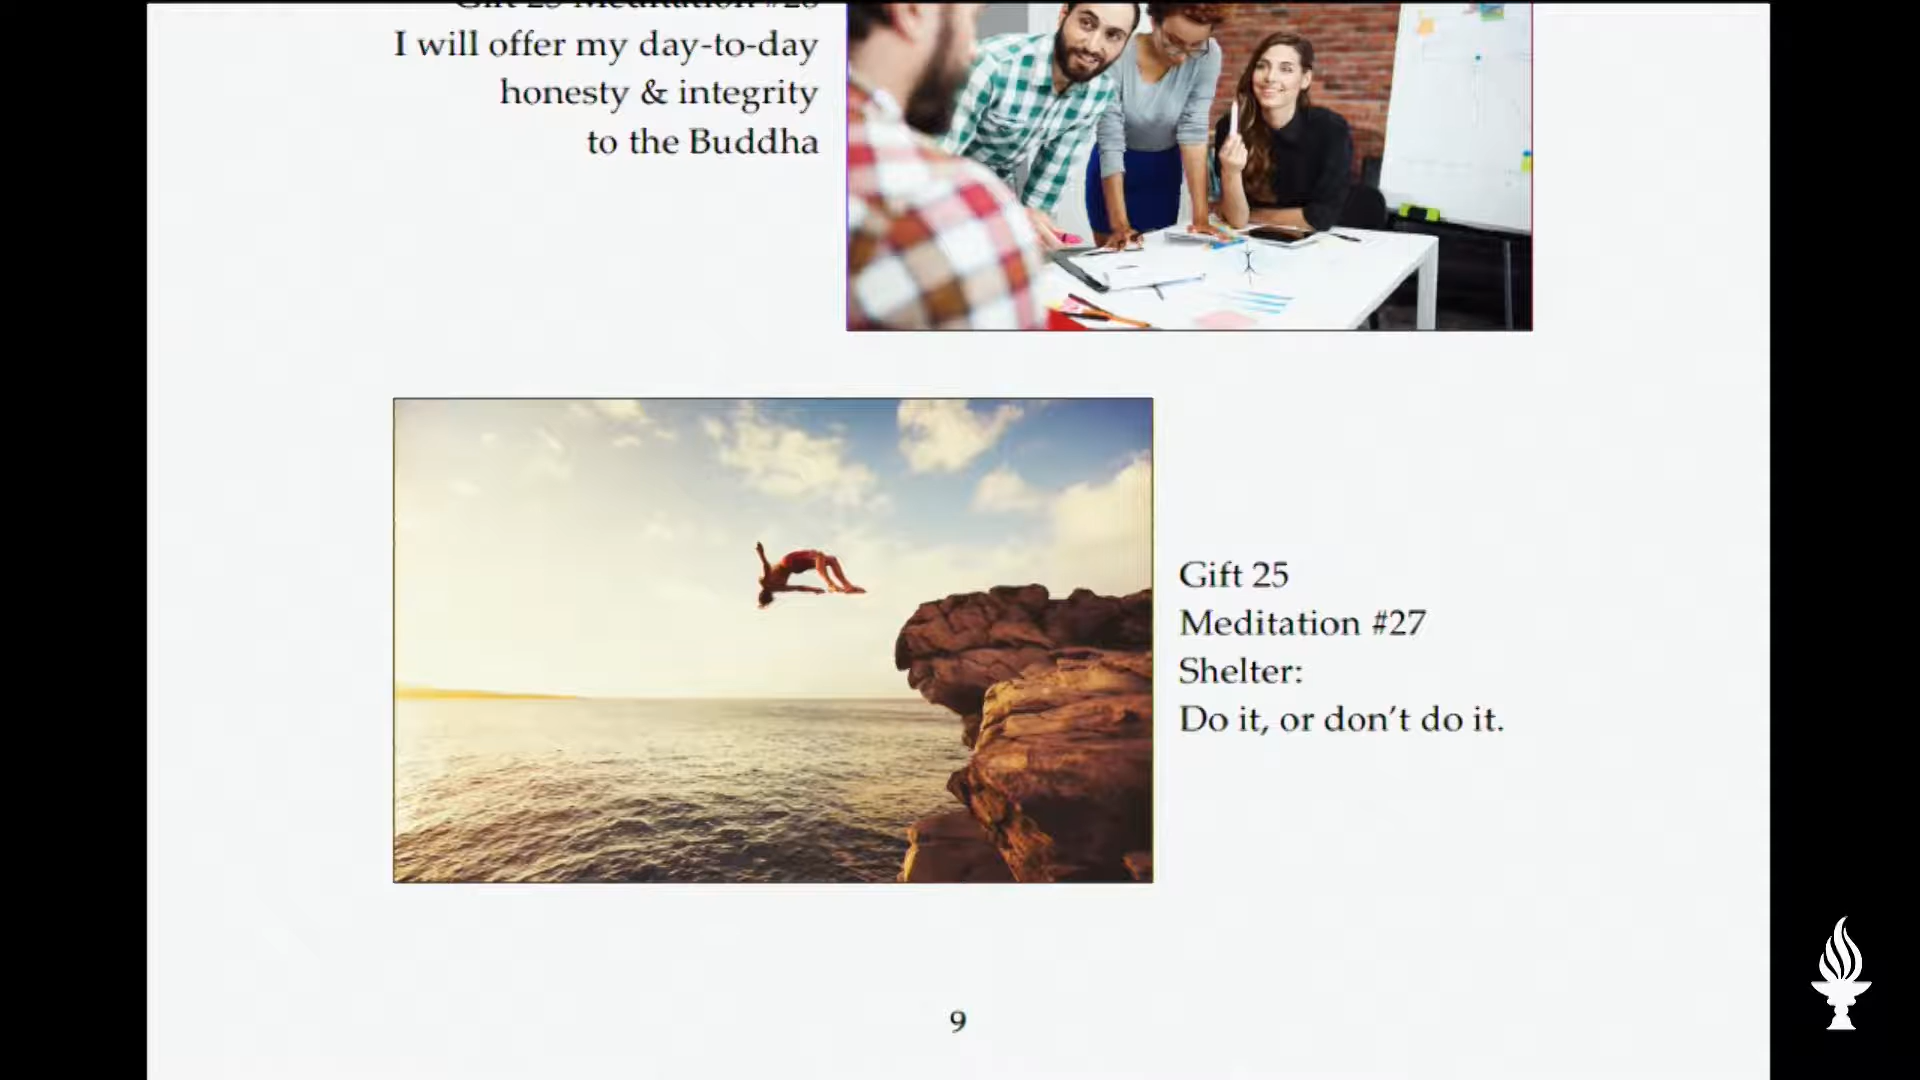 I will offer my day-to-day
honesty & integrity
to the Buddha
Gift 25
Meditation #27
Shelter:
Do it, or don't do it.
9